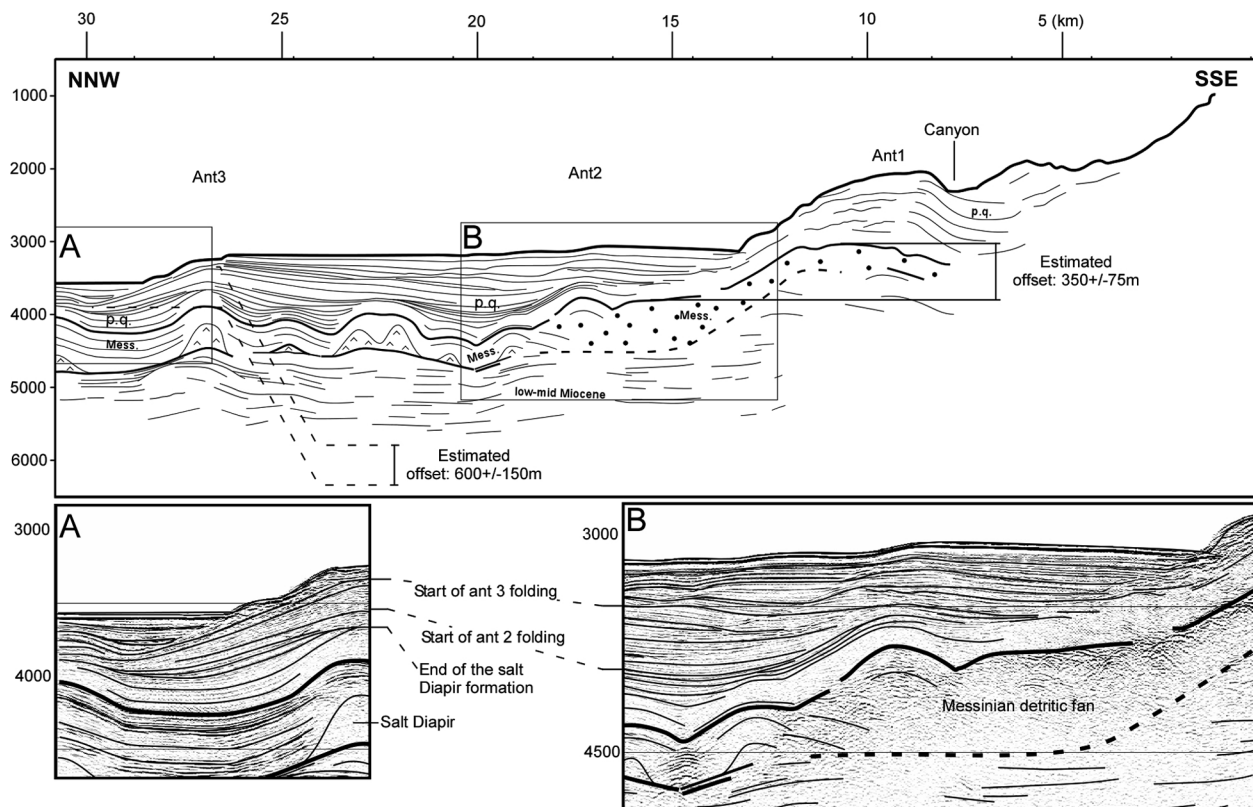 30 25 20 15 10 5 (km)
NNW
SSE
1000
2000
3000
4000
5000
6000
Canyon
Ant1
Ant2
Ant3
p.q.
A
B
Estimated
offset: 350+/-75m
p.q.
p.q.
Mess.
Mess.
Mess.
low-mid Miocene
Estimated
offset: 600+/-150m
A
3000
4000
Start of ant 3 folding
Start of ant 2 folding
End of the salt
Diapir formation
Salt Diapir
B
3000
4500
Messinian detritic fan